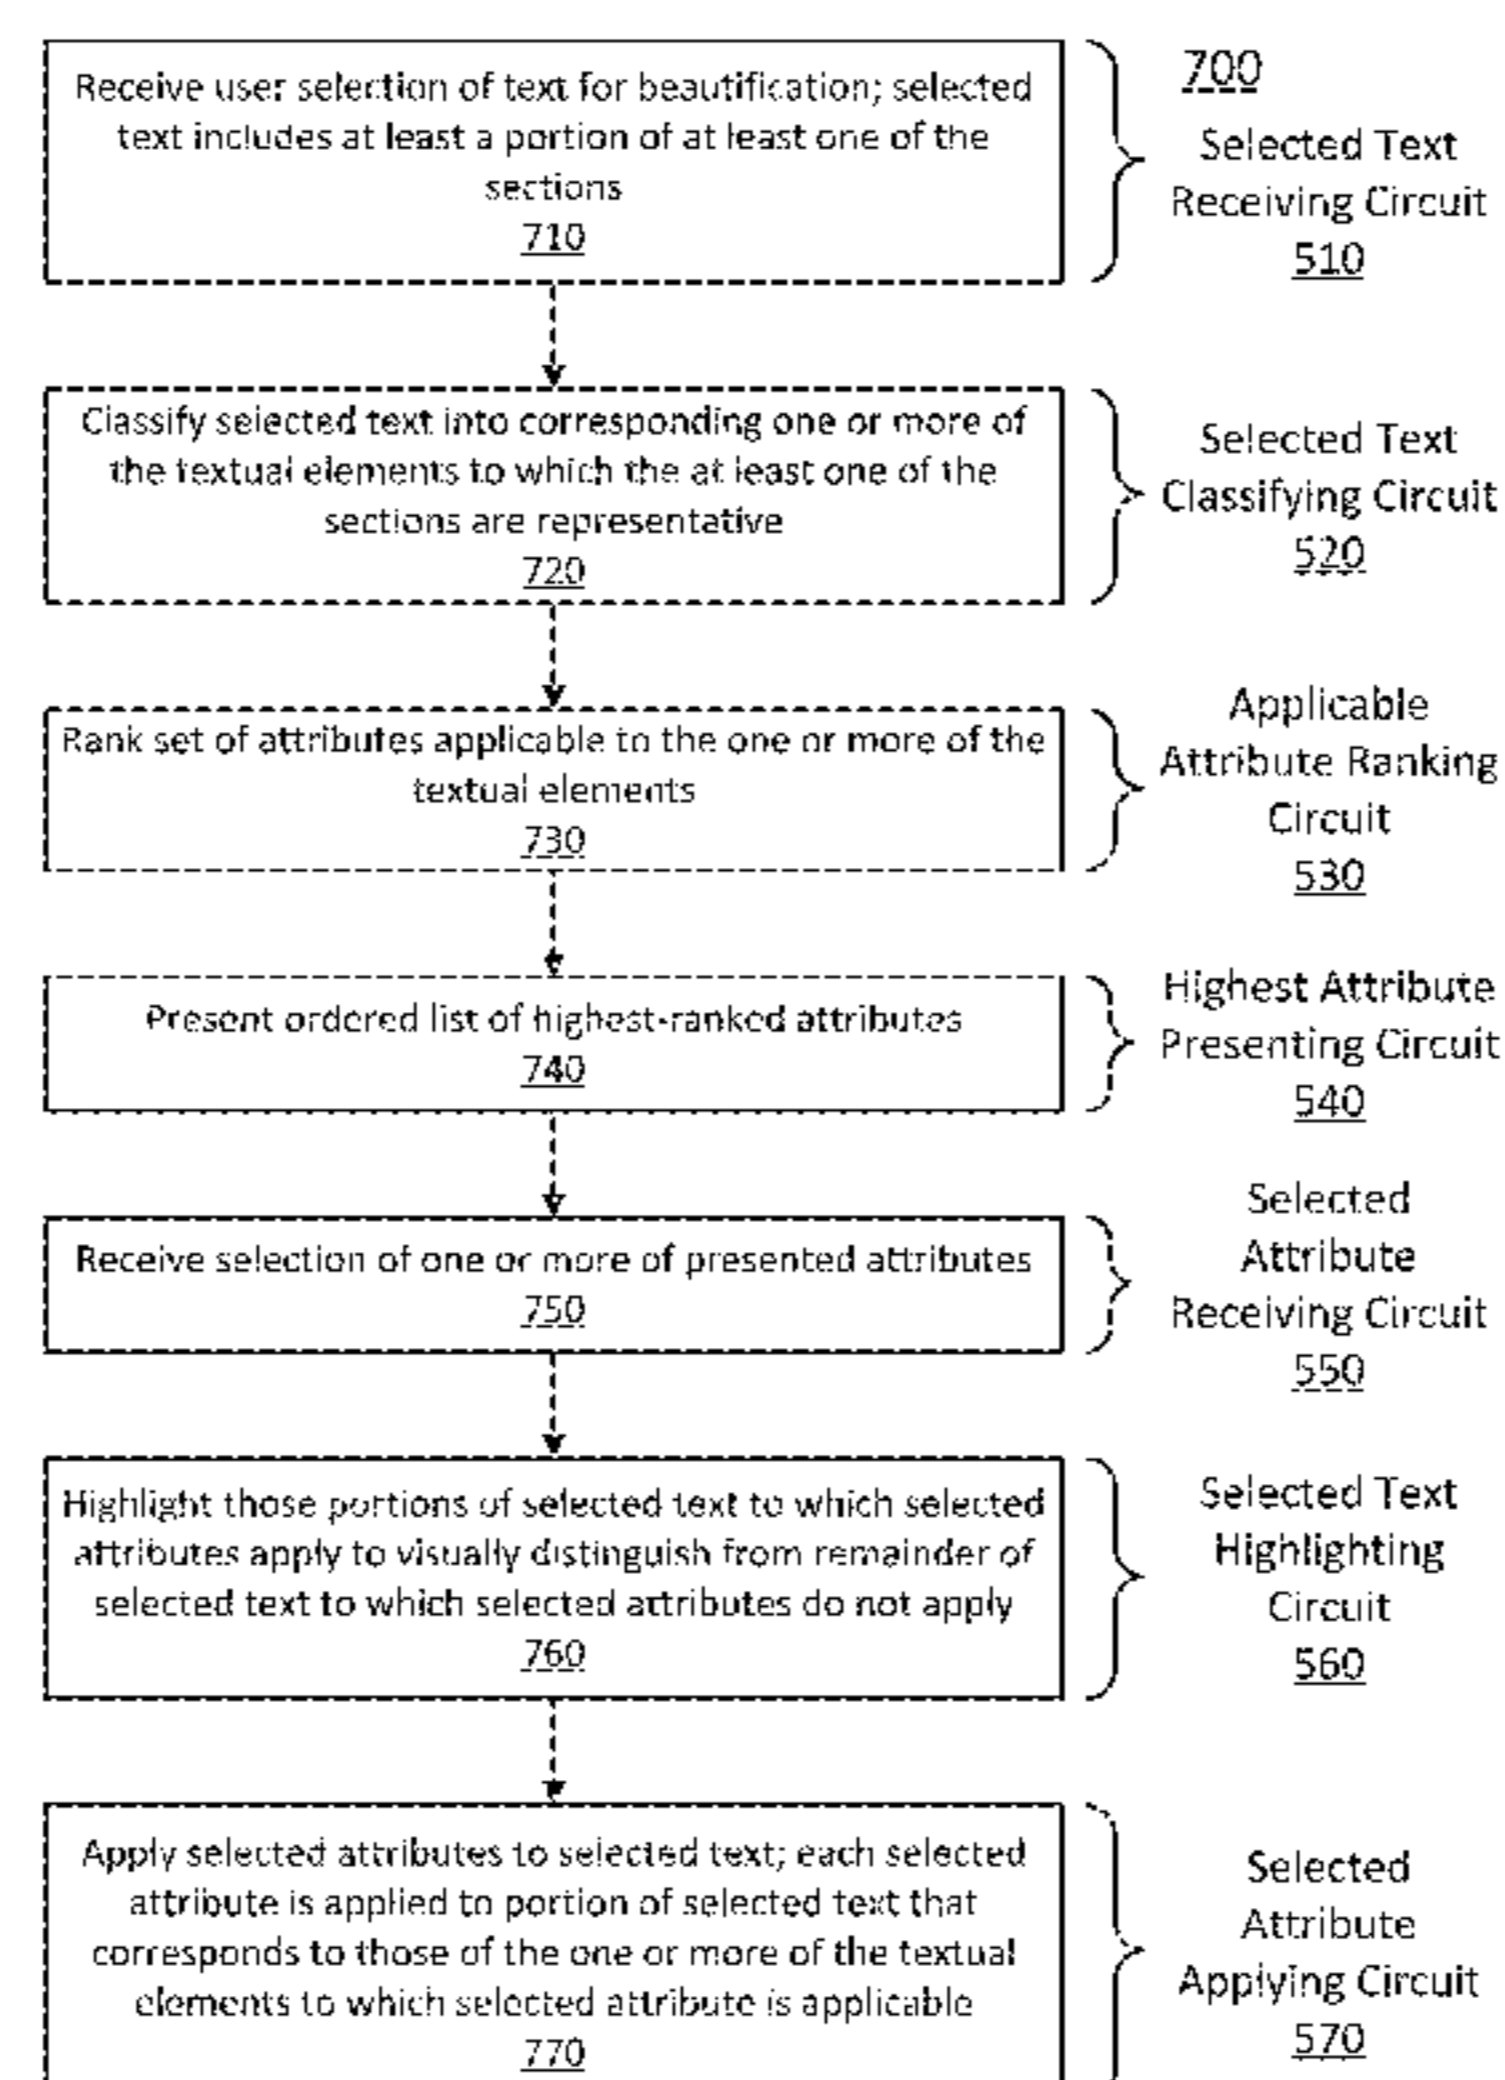 Receive user selection of text for beautification; selected
text includes at least a portion of at least one of the
sections
710
700
Selected Text
Receiving Circuit
510
Classify selected text into corresponding one or more of
the textual elements to which the at least one of the
sections are representative
720
Selected Text
Classifying Circuit
520
Rank set of attributes applicable to the one or more of the
textual elements
730
Applicable
Attribute Ranking
Circuit
530
Present ordered list of highest-ranked attributes
740
Highest Attribute
Presenting Circuit
540
Receive selection of one or more of presented attributes
750
Selected
Attribute
Receiving Circuit
550
Highlight those portions of selected text to which selected
attributes apply to visually distinguish from remainder of
selected text to which selected attributes do not apply
760
Selected Text
Highlighting
Circuit
560
Apply selected attributes to selected text; each selected
attribute is applied to portion of selected text that
corresponds to those of the one or more of the textual
elements to which selected attribute is applicable
770
Selected
Attribute
Applying Circuit
570